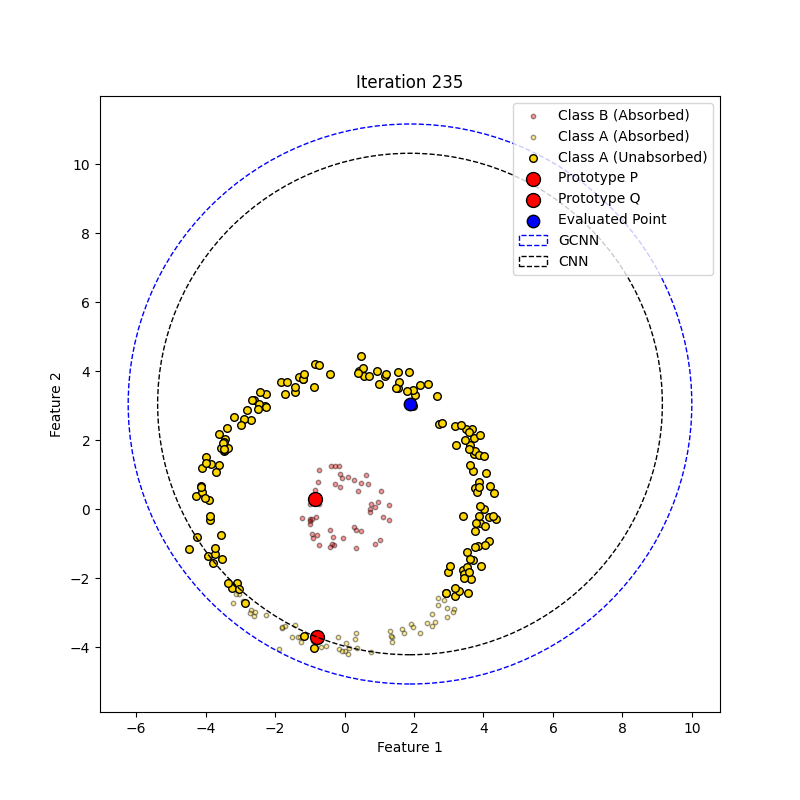 Iteration 235
Class B (Absorbed)
Class A (Absorbed)
Class A (Unabsorbed)
Prototype P
Prototype Q
Evaluated Point
GCNN
CNN
10
8
6
4
2
0
−2
−4
Feature 2
−6 −4 −2 0 2 4 6 8 10
Feature 1